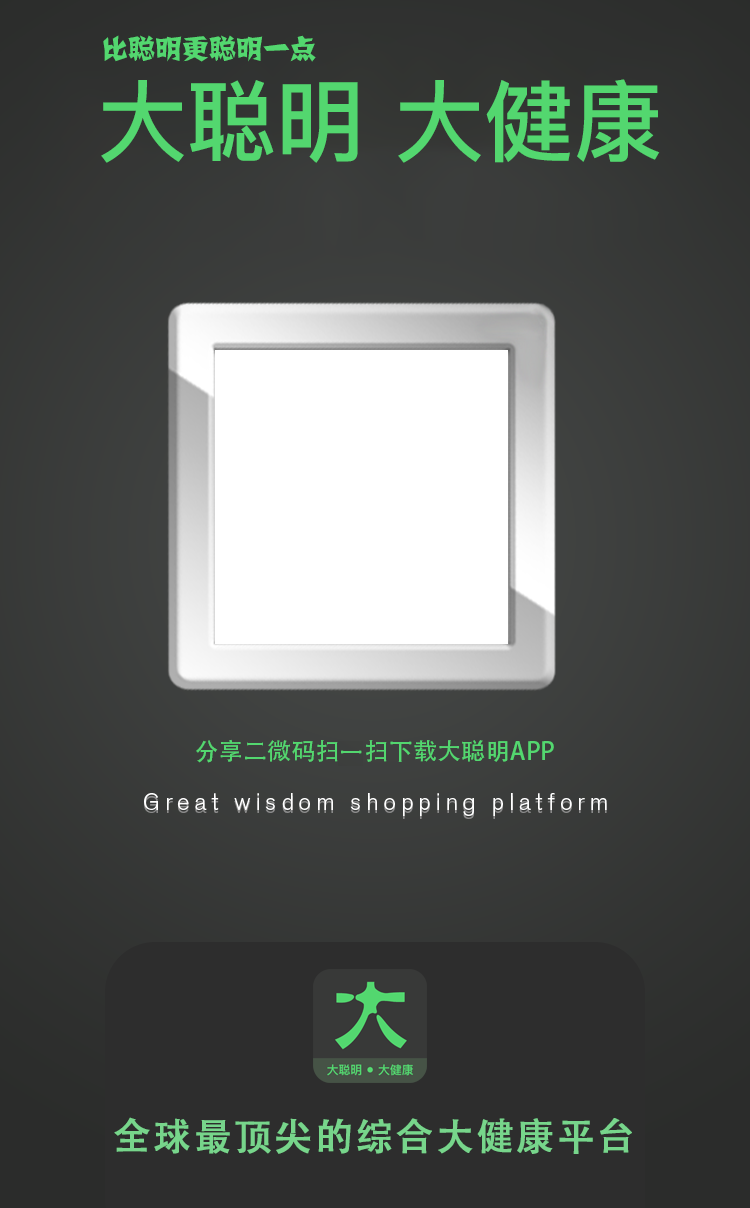 比聪明更聪明一点
大聪明 大健康
分享二微码扫一扫下载大聪明APP
Great wisdom shopping platform
大
大聪明 • 大健康
全球最顶尖的综合大健康平台